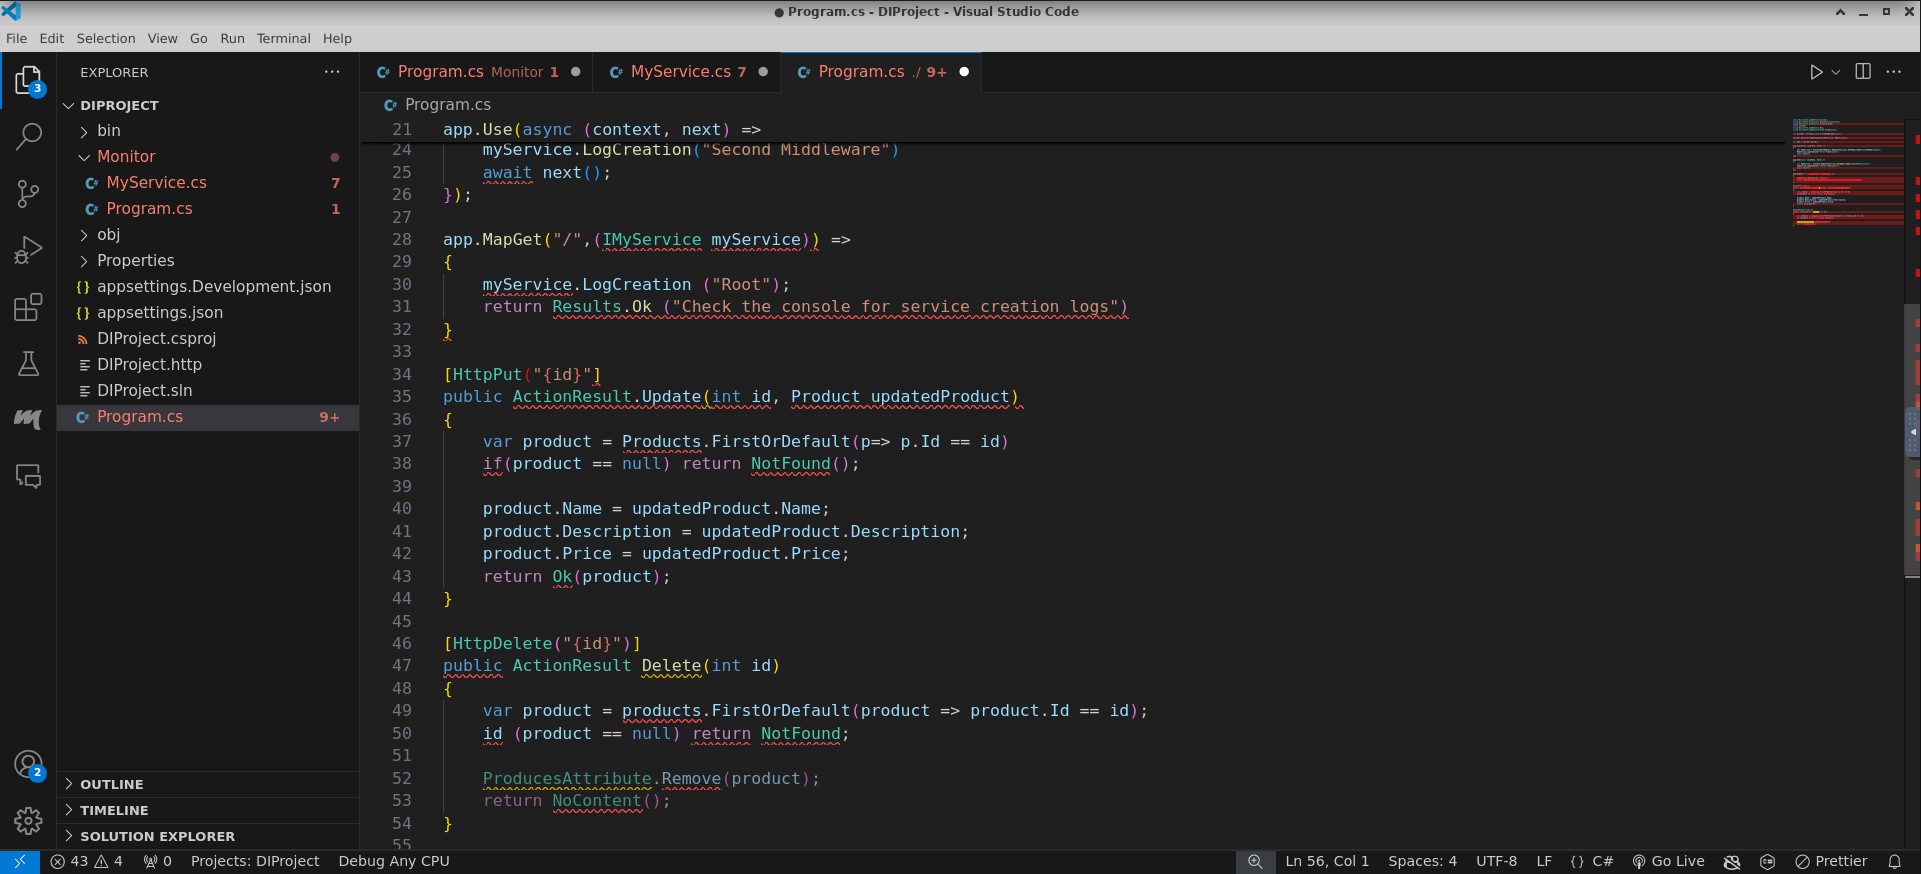 ● Program.cs - DIProject - Visual Studio Code
File Edit Selection View Go Run Terminal Help
EXPLORER ···
Program.cs Monitor 1 ●
MyService.cs 7 ●
Program.cs ./ 9+ ●
3
DIPROJECT
bin
Monitor
MyService.cs 7
Program.cs 1
obj
Properties
{} appsettings.Development.json
{} appsettings.json
DIProject.csproj
DIProject.http
DIProject.sln
Program.cs 9+
OUTLINE
TIMELINE
SOLUTION EXPLORER
2
Program.cs
21 app.Use(async (context, next) =>
24 myService.LogCreation("Second Middleware")
25 await next();
26 });
27
28 app.MapGet("/",(IMyService myService)) =>
29 {
30 myService.LogCreation ("Root");
31 return Results.Ok ("Check the console for service creation logs")
32 }
33
34 [HttpPut("{id}"]
35 public ActionResult.Update(int id, Product updatedProduct)
36 {
37 var product = Products.FirstOrDefault(p=> p.Id == id)
38 if(product == null) return NotFound();
39
40 product.Name = updatedProduct.Name;
41 product.Description = updatedProduct.Description;
42 product.Price = updatedProduct.Price;
43 return Ok(product);
44 }
45
46 [HttpDelete("{id}")]
47 public ActionResult Delete(int id)
48 {
49 var product = products.FirstOrDefault(product => product.Id == id);
50 id (product == null) return NotFound;
51
52 ProducesAttribute.Remove(product);
53 return NoContent();
54 }
55
43 4 0 Projects: DIProject Debug Any CPU Ln 56, Col 1 Spaces: 4 UTF-8 LF {} C# Go Live Prettier